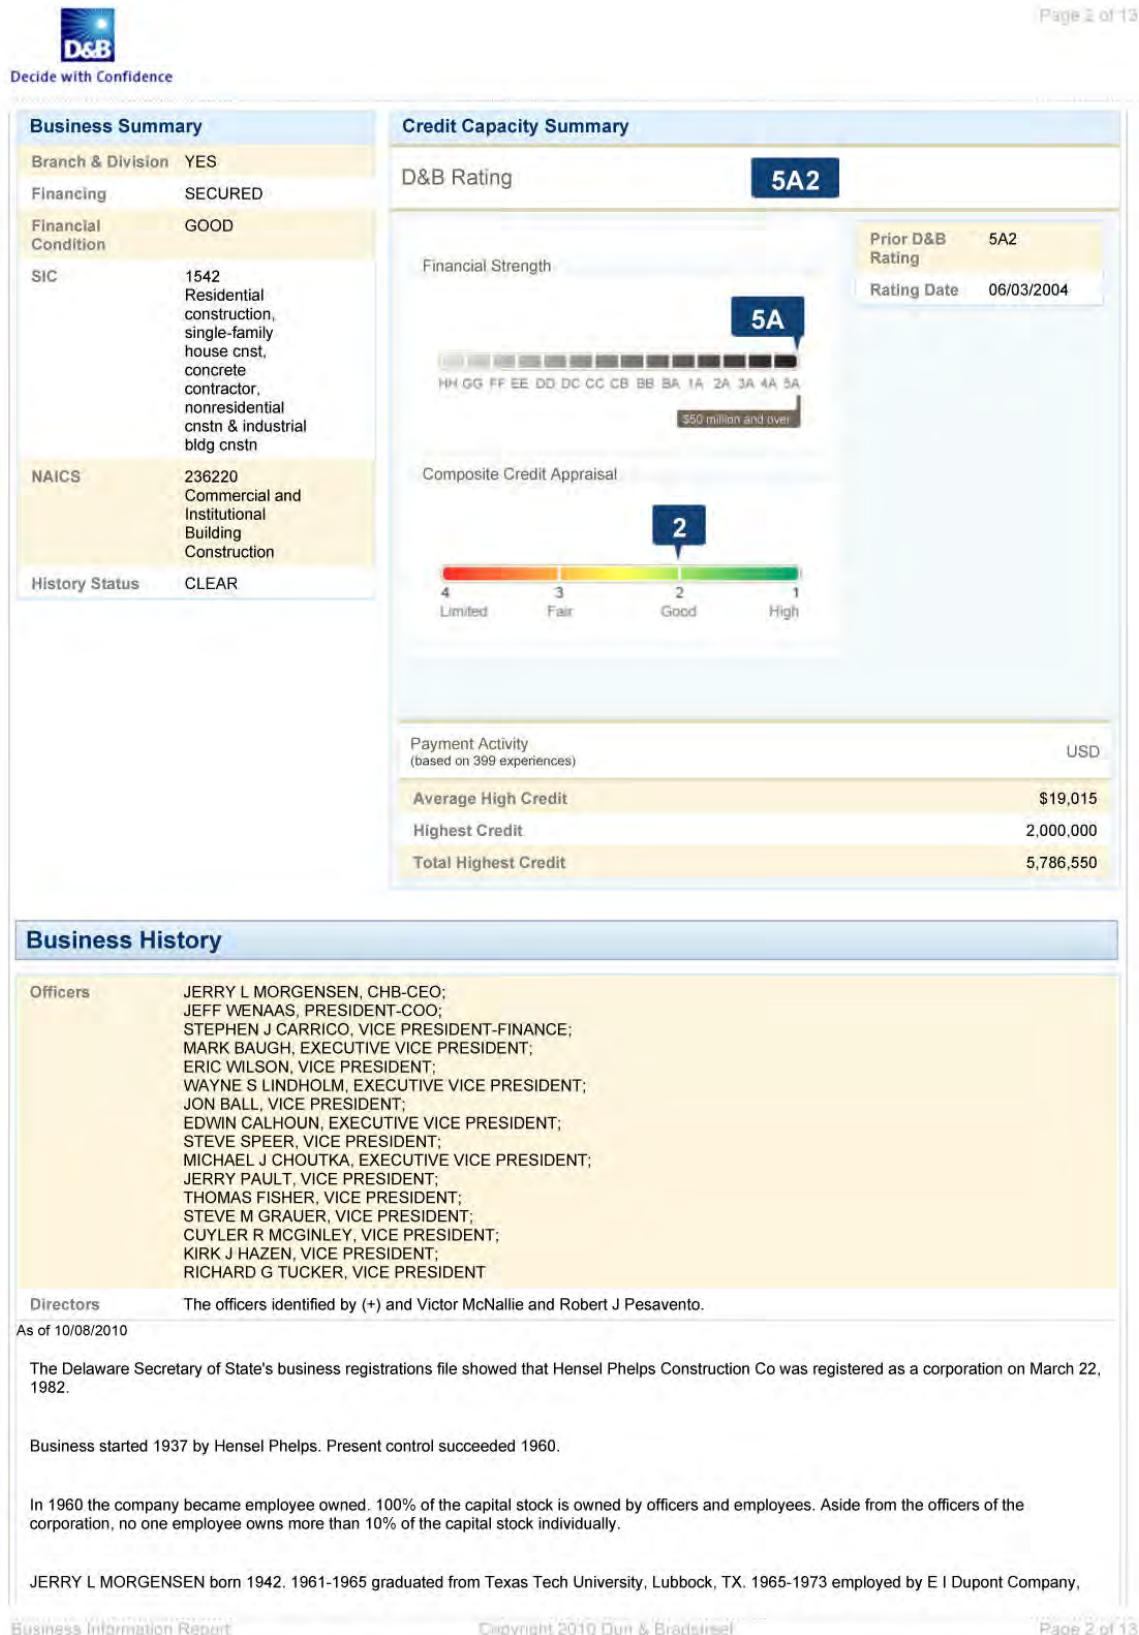 Page 2 of 13
D&B
Decide with Confidence
Business Summary
Branch & Division YES
Financing SECURED
Financial Condition GOOD
SIC 1542
Residential
construction,
single-family
house cnst,
concrete
contractor,
nonresidential
cnstn & industrial
bldg cnstn
NAICS 236220
Commercial and
Institutional
Building
Construction
History Status CLEAR
Credit Capacity Summary
D&B Rating 5A2
Prior D&B Rating 5A2
Rating Date 06/03/2004
Financial Strength
5A
HH GG FF EE DD DC CC CB BB BA 1A 2A 3A 4A 5A
$50 million and over
Composite Credit Appraisal
2
4 3 2 1
Limited Fair Good High
Payment Activity USD
(based on 399 experiences)
Average High Credit $19,015
Highest Credit 2,000,000
Total Highest Credit 5,786,550
Business History
Officers JERRY L MORGENSEN, CHB-CEO;
JEFF WENAAS, PRESIDENT-COO;
STEPHEN J CARRICO, VICE PRESIDENT-FINANCE;
MARK BAUGH, EXECUTIVE VICE PRESIDENT;
ERIC WILSON, VICE PRESIDENT;
WAYNE S LINDHOLM, EXECUTIVE VICE PRESIDENT;
JON BALL, VICE PRESIDENT;
EDWIN CALHOUN, EXECUTIVE VICE PRESIDENT;
STEVE SPEER, VICE PRESIDENT;
MICHAEL J CHOUTKA, EXECUTIVE VICE PRESIDENT;
JERRY PAULT, VICE PRESIDENT;
THOMAS FISHER, VICE PRESIDENT;
STEVE M GRAUER, VICE PRESIDENT;
CUYLER R MCGINLEY, VICE PRESIDENT;
KIRK J HAZEN, VICE PRESIDENT;
RICHARD G TUCKER, VICE PRESIDENT
Directors The officers identified by (+) and Victor McNallie and Robert J Pesavento.
As of 10/08/2010
The Delaware Secretary of State's business registrations file showed that Hensel Phelps Construction Co was registered as a corporation on March 22,
1982.
Business started 1937 by Hensel Phelps. Present control succeeded 1960.
In 1960 the company became employee owned. 100% of the capital stock is owned by officers and employees. Aside from the officers of the
corporation, no one employee owns more than 10% of the capital stock individually.
JERRY L MORGENSEN born 1942. 1961-1965 graduated from Texas Tech University, Lubbock, TX. 1965-1973 employed by E I Dupont Company,
Business Information Report Copyright 2010 Dun & Bradstreet Page 2 of 13